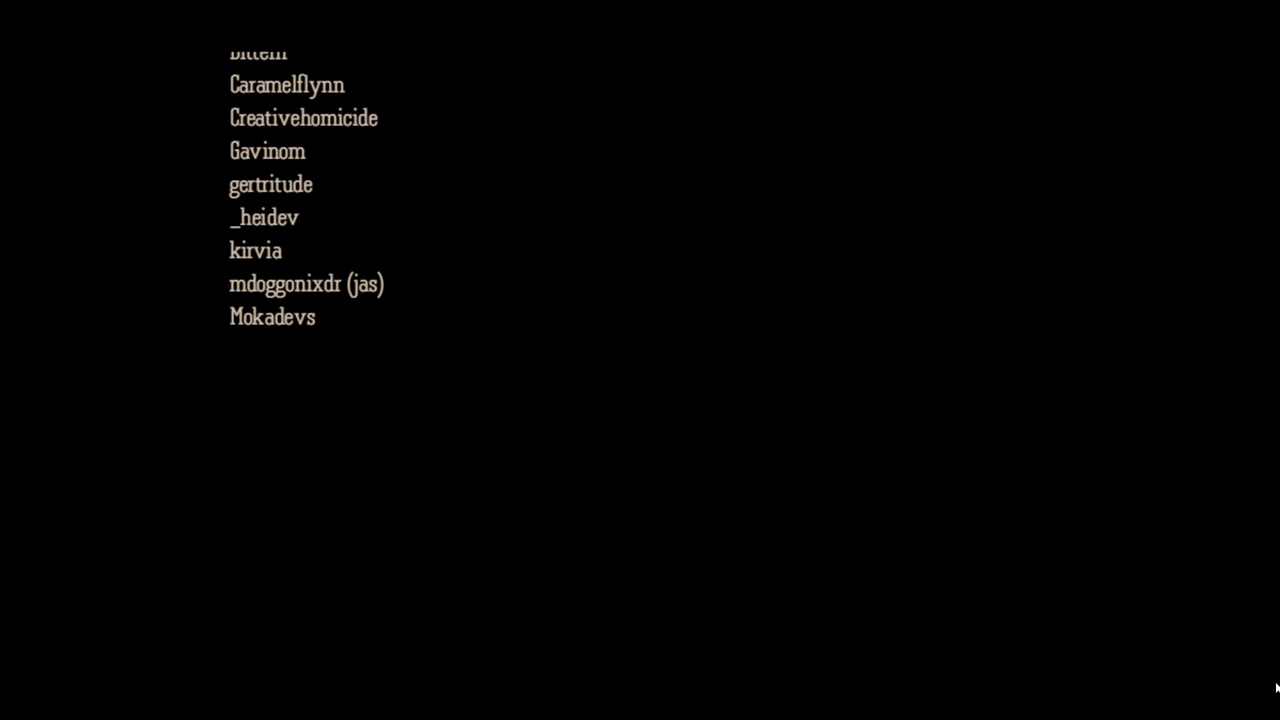 Caramelflynn
Creativehomicide
Gavinom
gertritude
_heidev
kirvia
mdoggonixdr (jas)
Mokadevs